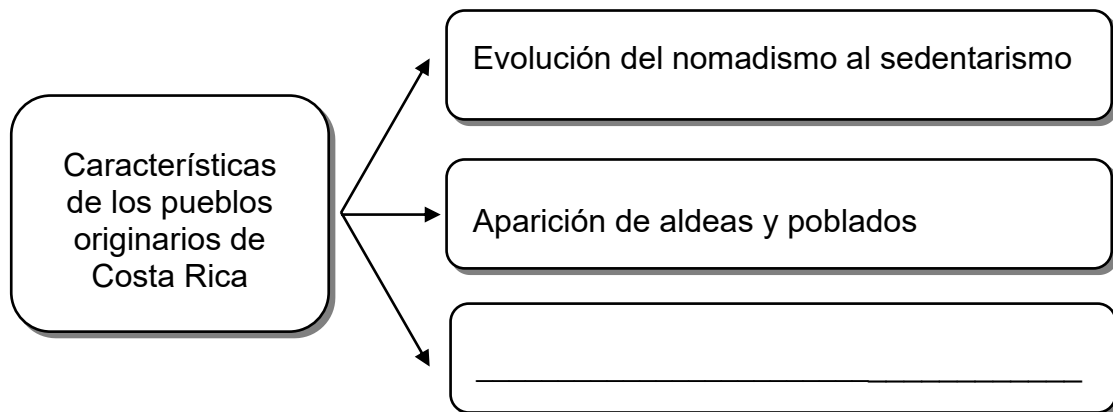 Características
de los pueblos
originarios de
Costa Rica
Evolución del nomadismo al sedentarismo
Aparición de aldeas y poblados